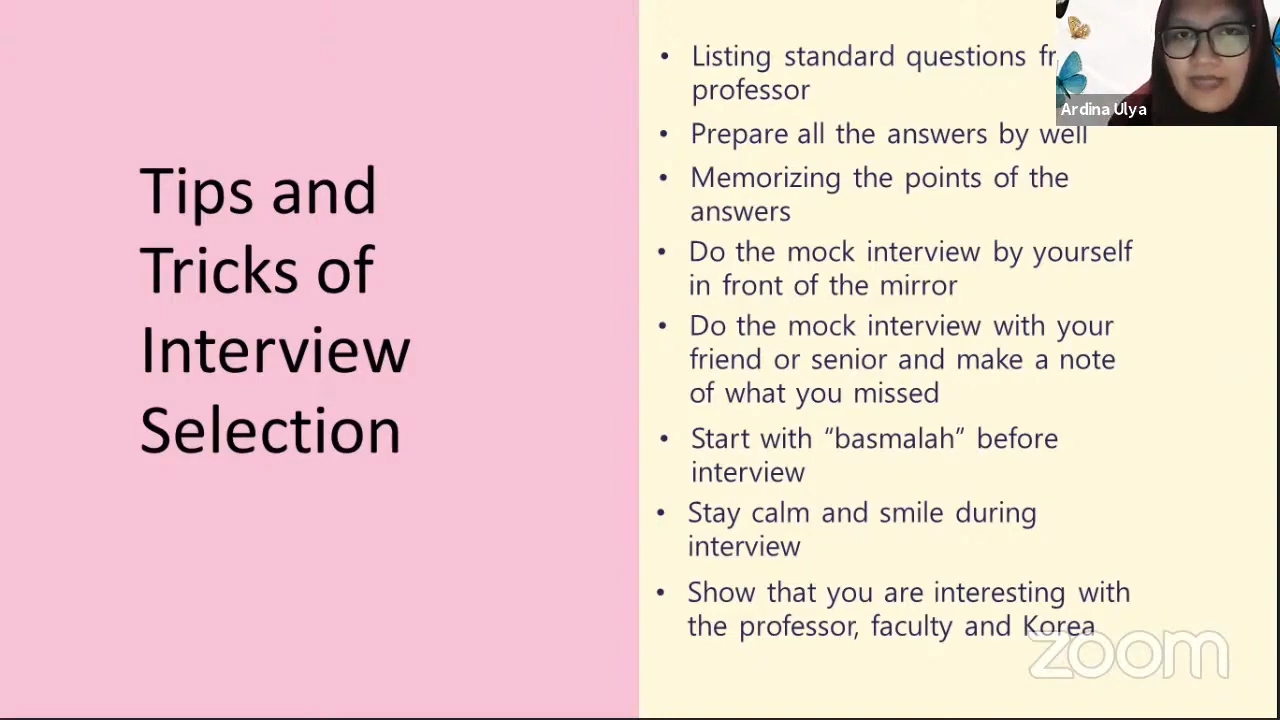 Tips and
Tricks of
Interview
Selection
• Listing standard questions
professor
• Prepare all the answers by well
• Memorizing the points of the
answers
• Do the mock interview by yourself
in front of the mirror
• Do the mock interview with your
friend or senior and make a note
of what you missed
• Start with “basmalah” before
interview
• Stay calm and smile during
interview
• Show that you are interesting with
the professor, faculty and Korea
Ardina Ulya
zoom